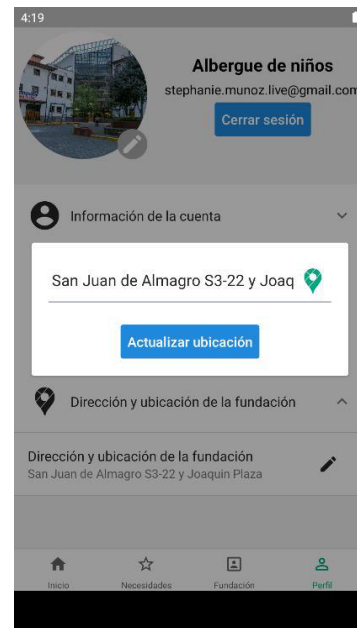 4:19
Albergue de niños
stephanie.munoz.live@gmail.com
Cerrar sesión
Información de la cuenta
San Juan de Almagro S3-22 y Joaq
Actualizar ubicación
Dirección y ubicación de la fundación
Dirección y ubicación de la fundación
San Juan de Almagro S3-22 y Joaquin Plaza
Inicio
Necesidades
Fundación
Perfil